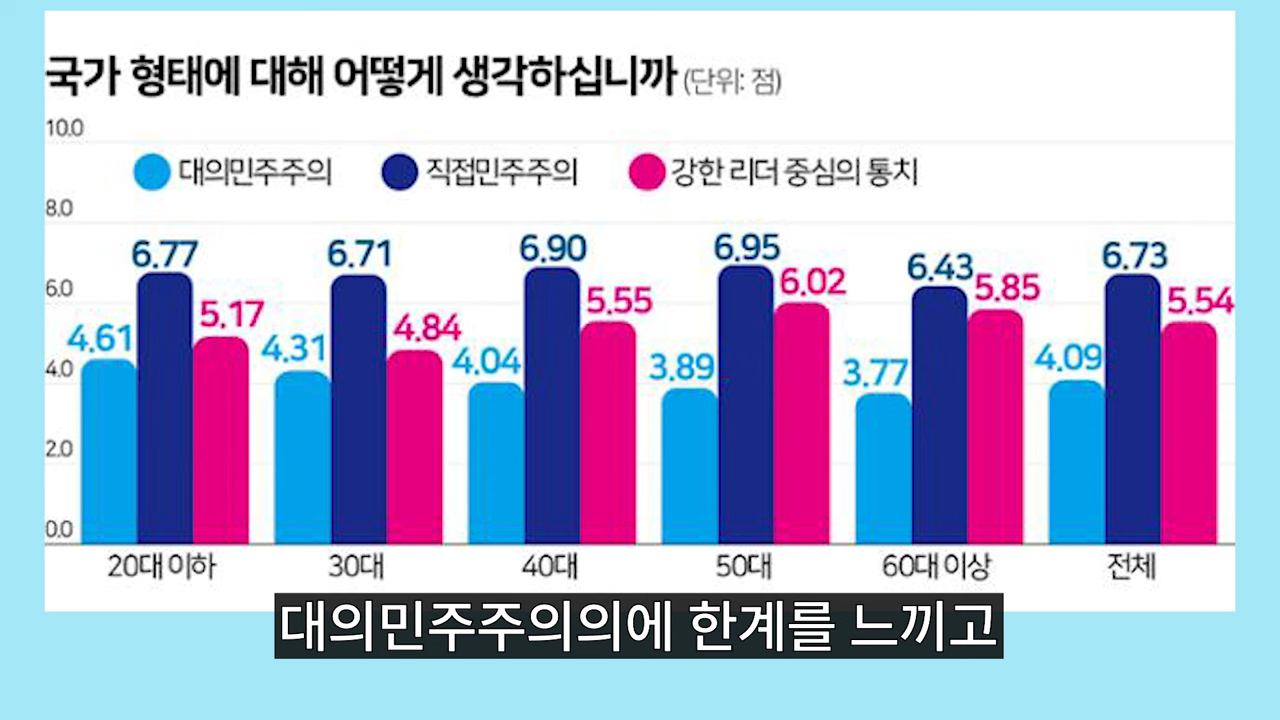 국가 형태에 대해 어떻게 생각하십니까 (단위: 점)
10.0
대의민주주의 직접민주주의 강한 리더 중심의 통치
8.0
6.77 6.71 6.90 6.95 6.43 6.73
6.0
5.17 5.55 6.02 5.85 5.54
4.61 4.31 4.84 4.04 3.89 3.77 4.09
4.0
2.0
0.0
20대 이하 30대 40대 50대 60대 이상 전체
대의민주주의의에 한계를 느끼고